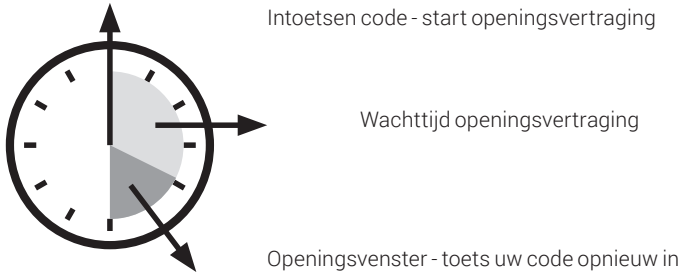 Intoetsen code - start openingsvertraging
Wachttijd openingsvertraging
Openingsvenster - toets uw code opnieuw in